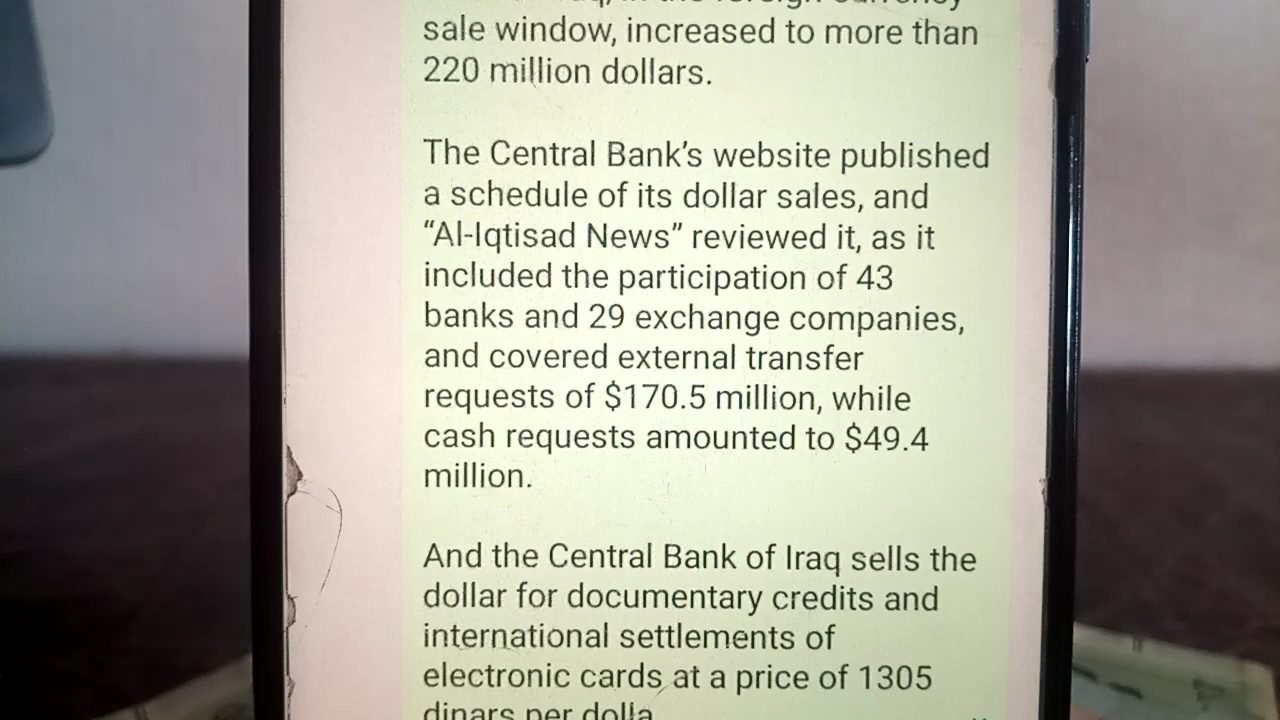 sale window, increased to more than
220 million dollars.
The Central Bank's website published
a schedule of its dollar sales, and
“Al-Iqtisad News” reviewed it, as it
included the participation of 43
banks and 29 exchange companies,
and covered external transfer
requests of $170.5 million, while
cash requests amounted to $49.4
million.
And the Central Bank of Iraq sells the
dollar for documentary credits and
international settlements of
electronic cards at a price of 1305
dinars per dolla